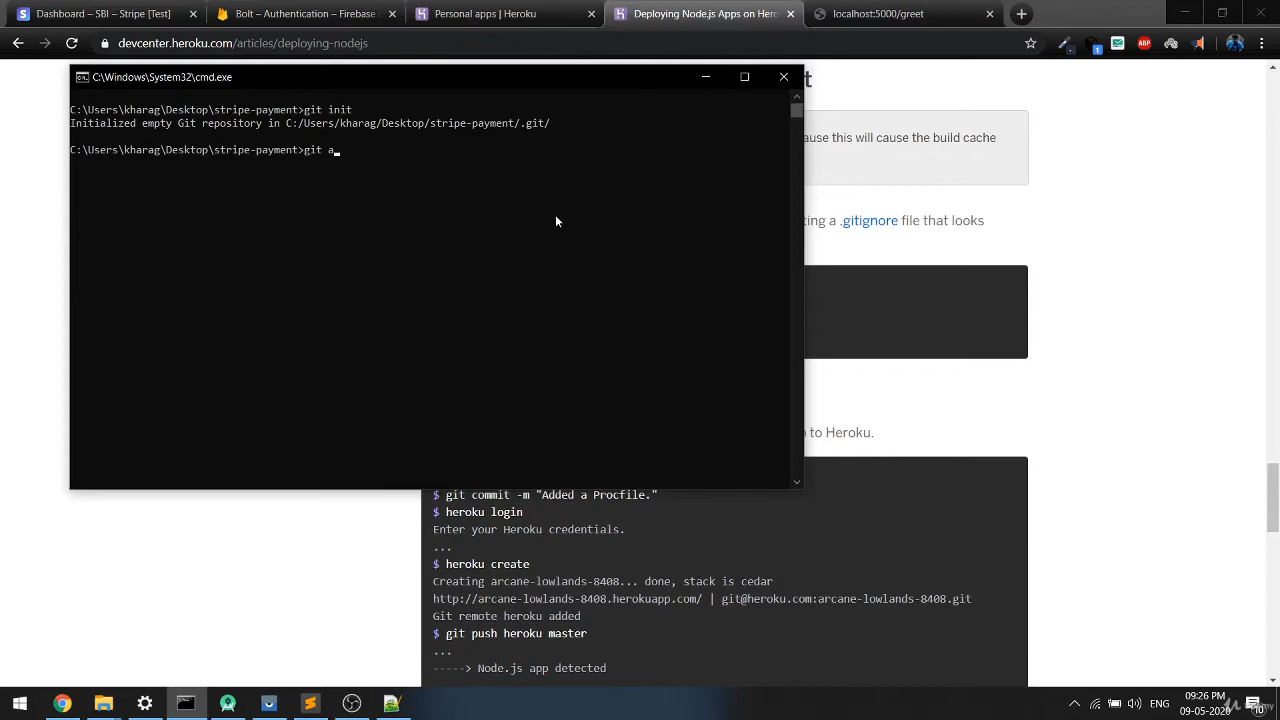 Dashboard – SBI – Stripe [Test]
Bolt – Authentication – Firebase c
Personal apps | Heroku
Deploying Node.js Apps on Hero
localhost:5000/greet
devcenter.heroku.com/articles/deploying-nodejs
ABP
1
C:\Windows\System32\cmd.exe
C:\Users\kharag\Desktop\stripe-payment>git init
Initialized empty Git repository in C:/Users/kharag/Desktop/stripe-payment/.git/
C:\Users\kharag\Desktop\stripe-payment>git a
t
ause this will cause the build cache
ting a .gitignore file that looks
to Heroku.
$ git commit -m "Added a Procfile."
$ heroku login
Enter your Heroku credentials.
...
$ heroku create
Creating arcane-lowlands-8408... done, stack is cedar
http://arcane-lowlands-8408.herokuapp.com/ | git@heroku.com:arcane-lowlands-8408.git
Git remote heroku added
$ git push heroku master
...
-----> Node.js app detected
ENG
09:26 PM
09-05-2020
10